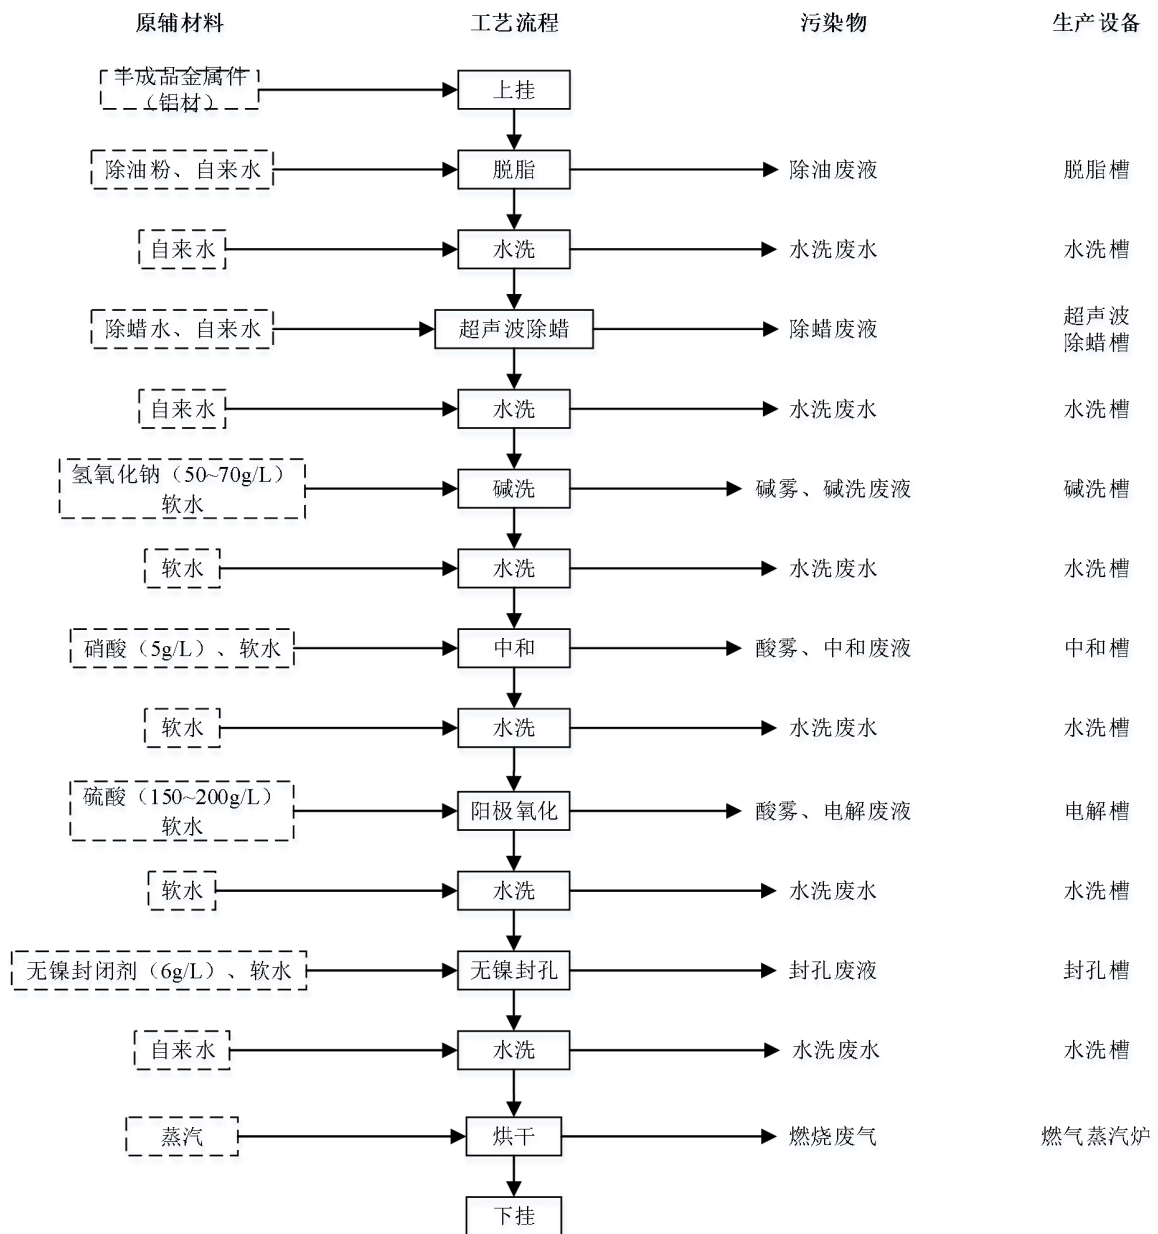 原辅材料 工艺流程 污染物 生产设备
半成品金属件
（铝材）
上挂
除油粉、自来水 脱脂 除油废液 脱脂槽
自来水 水洗 水洗废水 水洗槽
除蜡水、自来水 超声波除蜡 除蜡废液 超声波
除蜡槽
自来水 水洗 水洗废水 水洗槽
氢氧化钠（50~70g/L）
软水
碱洗 碱雾、碱洗废液 碱洗槽
软水 水洗 水洗废水 水洗槽
硝酸（5g/L）、软水 中和 酸雾、中和废液 中和槽
软水 水洗 水洗废水 水洗槽
硫酸（150~200g/L）
软水
阳极氧化 酸雾、电解废液 电解槽
软水 水洗 水洗废水 水洗槽
无镍封闭剂（6g/L）、软水 无镍封孔 封孔废液 封孔槽
自来水 水洗 水洗废水 水洗槽
蒸汽 烘干 燃烧废气 燃气蒸汽炉
下挂